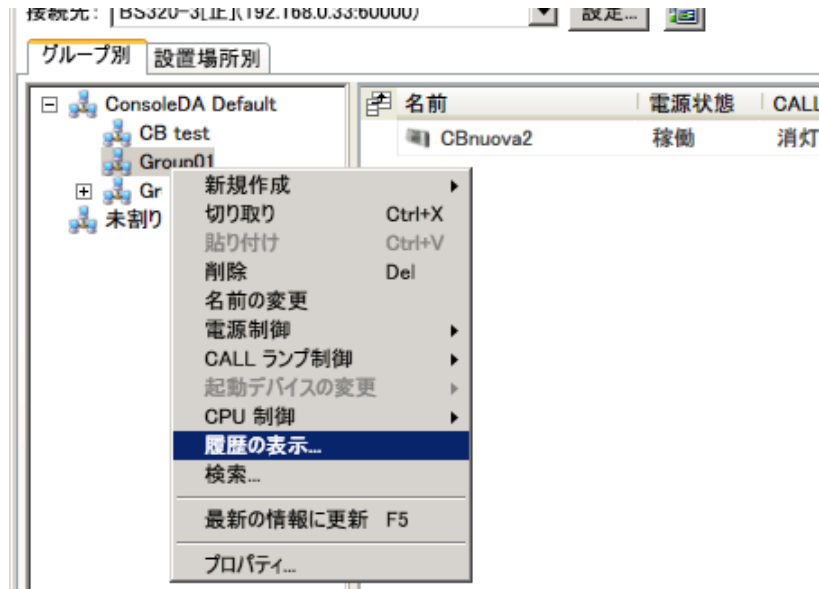 接続先: BS320-3[正](192.168.0.33:60000) 設定...
グループ別 設置場所別
ConsoleDA Default
CB test
Group01
Gr
未割り
名前 電源状態 CALL
CBnuova2 稼働 消灯
新規作成
切り取り Ctrl+X
貼り付け Ctrl+V
削除 Del
名前の変更
電源制御
CALL ランプ制御
起動デバイスの変更
CPU 制御
履歴の表示...
検索...
最新の情報に更新 F5
プロパティ...